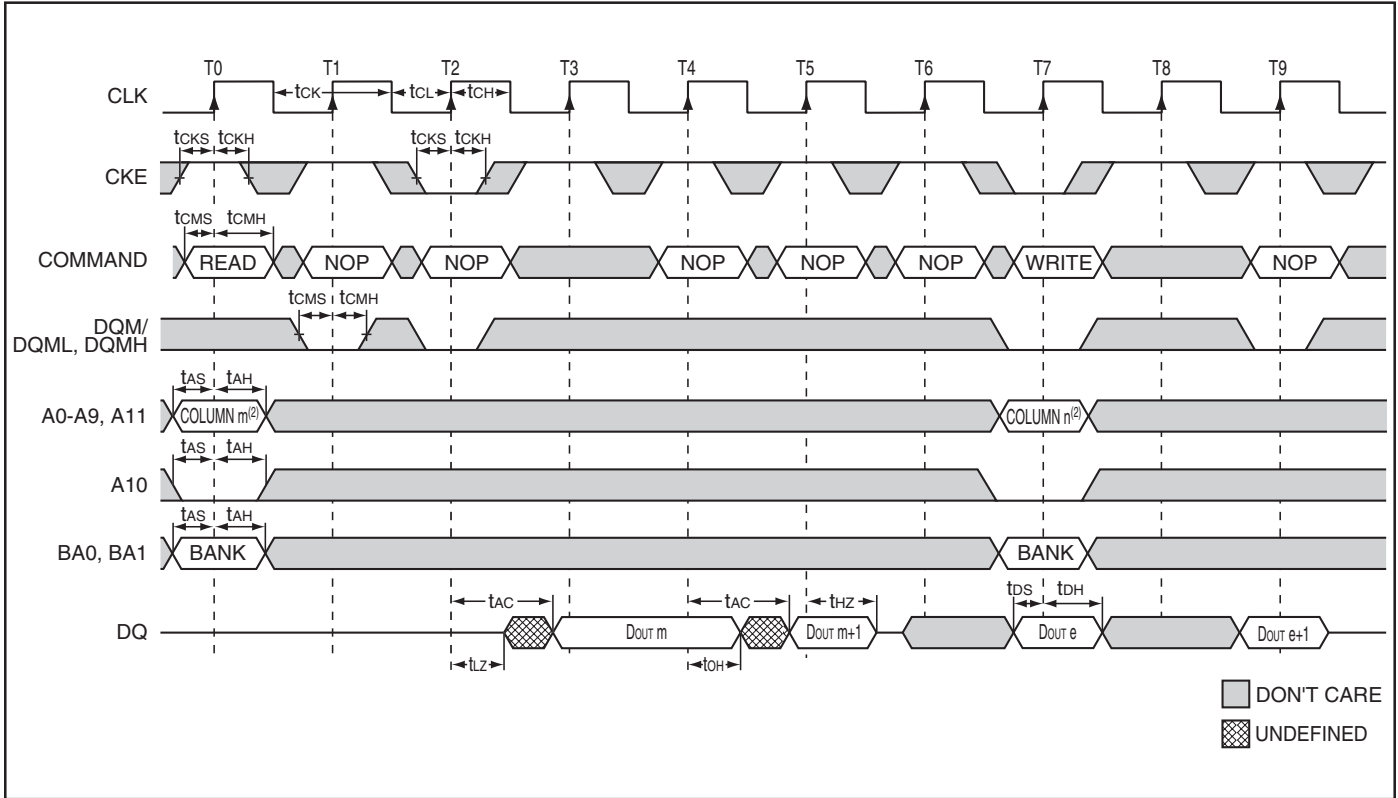 T0 T1 T2 T3 T4 T5 T6 T7 T8 T9
CLK
tCK tCL tCH
tCKS tCKH tCKS tCKH
CKE
tCMS tCMH
COMMAND READ NOP NOP NOP NOP NOP WRITE NOP
tCMS tCMH
DQM/
DQML, DQMH
tAS tAH
A0-A9, A11 COLUMN m(2) COLUMN n(2)
tAS tAH
A10
tAS tAH
BA0, BA1 BANK BANK
tAC tAC tHZ tDS tDH
DQ DOUT m DOUT m+1 DOUT e DOUT e+1
tLZ tOH
DON'T CARE
UNDEFINED